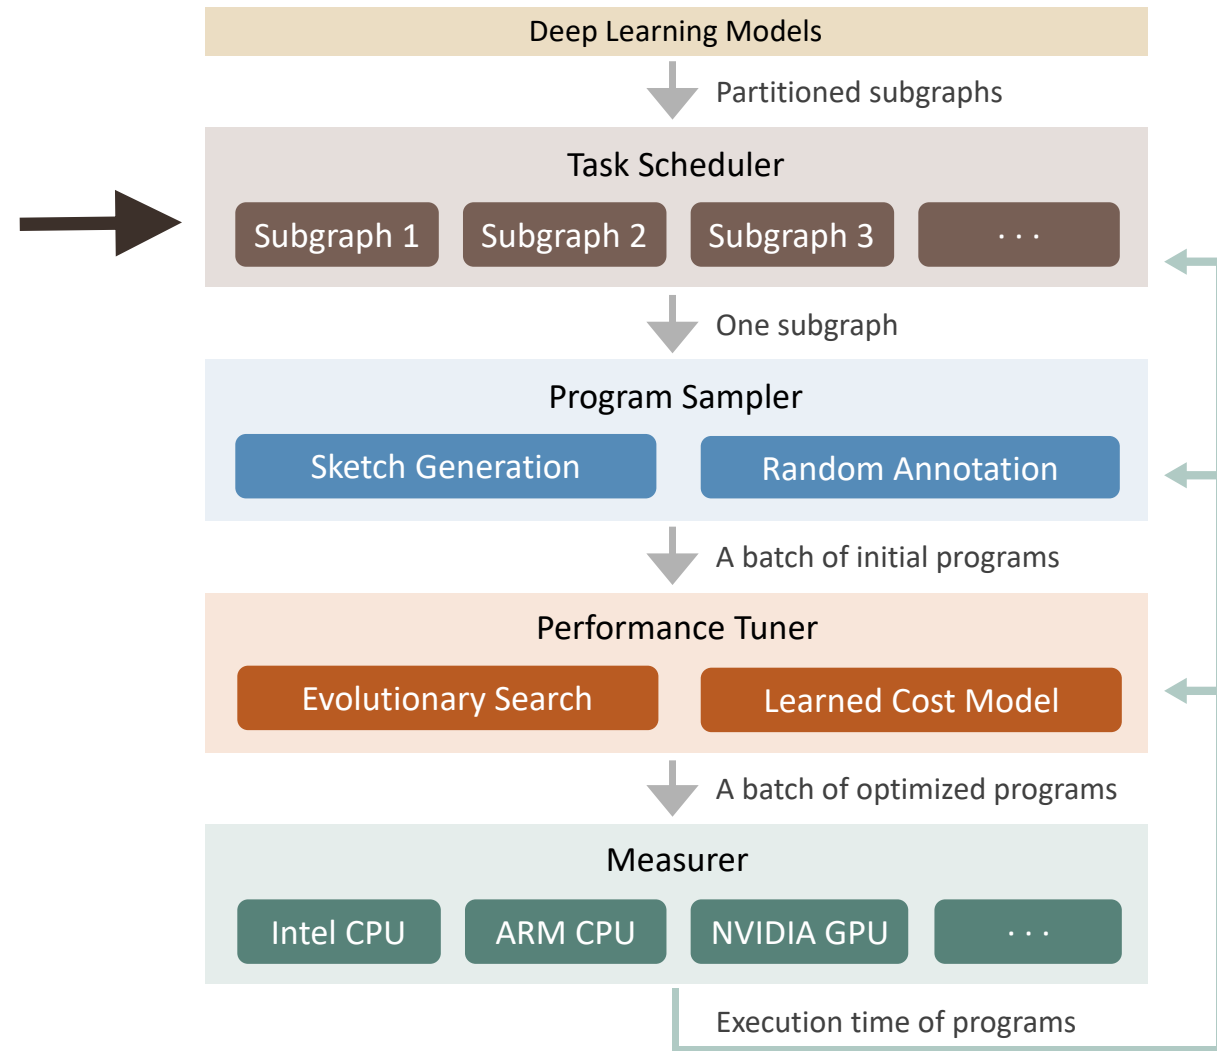 Deep Learning Models
Partitioned subgraphs
Task Scheduler
Subgraph 1 Subgraph 2 Subgraph 3 . . .
One subgraph
Program Sampler
Sketch Generation Random Annotation
A batch of initial programs
Performance Tuner
Evolutionary Search Learned Cost Model
A batch of optimized programs
Measurer
Intel CPU ARM CPU NVIDIA GPU . . .
Execution time of programs